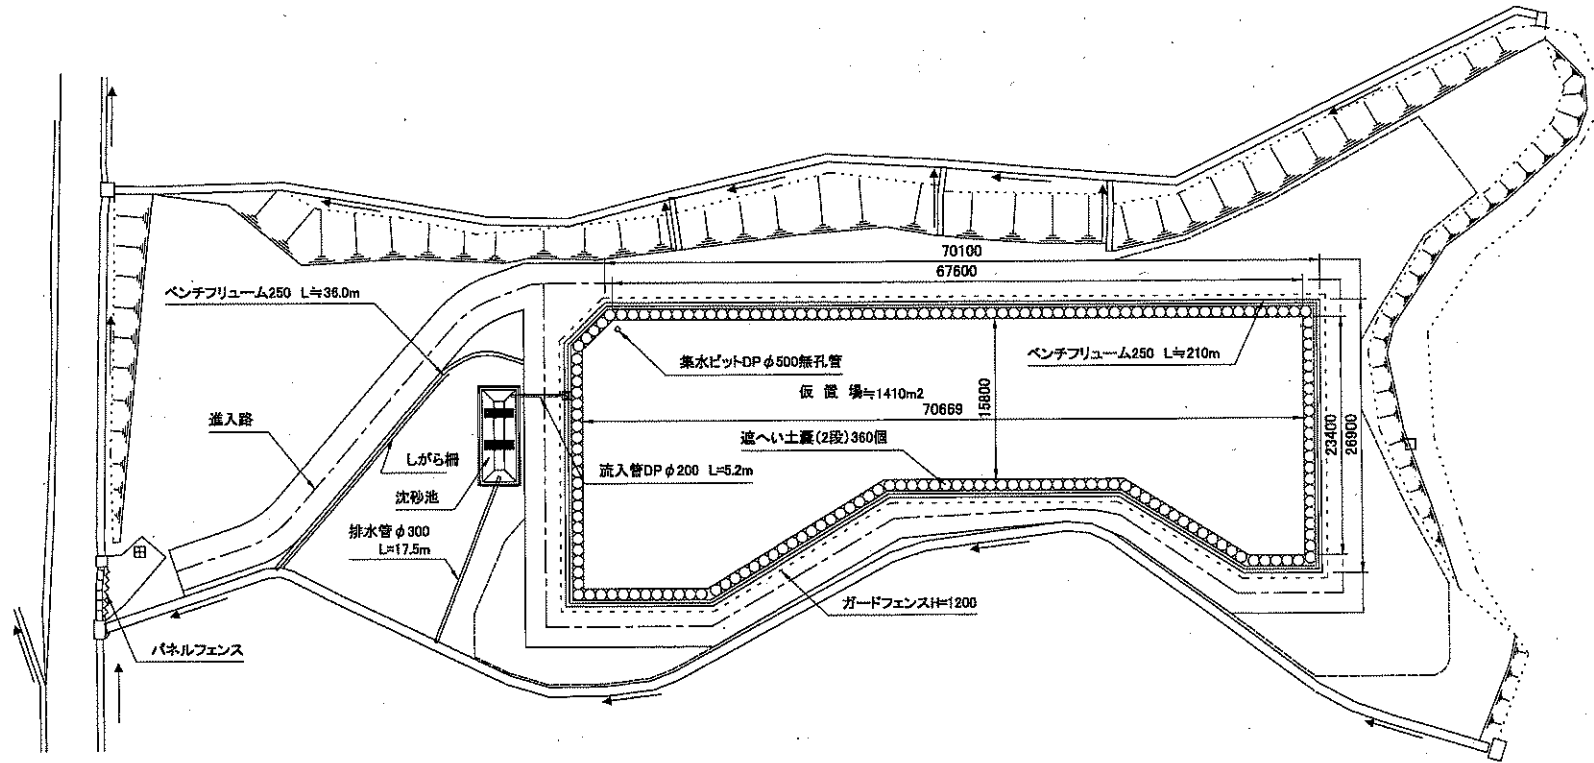 70100
67600
ベンチフリューム250 L≒36.0m
集水ピットDPφ500無孔管
ベンチフリューム250 L≒210m
仮置場≒1410m2
15800
70669
進入路
遮へい土嚢(2段)360個
23400
26900
しがら柵
流入管DPφ200 L=5.2m
沈砂池
排水管φ300
L=17.5m
田
ガードフェンスH=1200
パネルフェンス